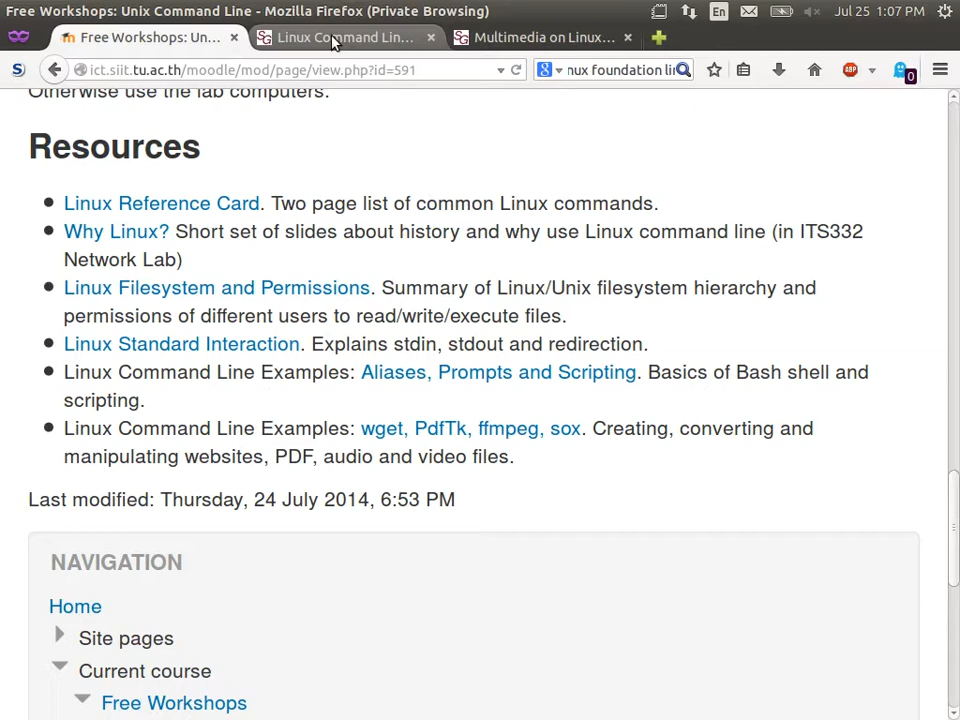 Free Workshops: Unix Command Line - Mozilla Firefox (Private Browsing)
En
Jul 25 1:07 PM
Free Workshops: Un...
Linux Command Lin...
Multimedia on Linux...
ict.siit.tu.ac.th/moodle/mod/page/view.php?id=591
nux foundation li
ABP
0
Otherwise use the lab computers.
Resources
Linux Reference Card. Two page list of common Linux commands.
Why Linux? Short set of slides about history and why use Linux command line (in ITS332
Network Lab)
Linux Filesystem and Permissions. Summary of Linux/Unix filesystem hierarchy and
permissions of different users to read/write/execute files.
Linux Standard Interaction. Explains stdin, stdout and redirection.
Linux Command Line Examples: Aliases, Prompts and Scripting. Basics of Bash shell and
scripting.
Linux Command Line Examples: wget, PdfTk, ffmpeg, sox. Creating, converting and
manipulating websites, PDF, audio and video files.
Last modified: Thursday, 24 July 2014, 6:53 PM
NAVIGATION
Home
Site pages
Current course
Free Workshops